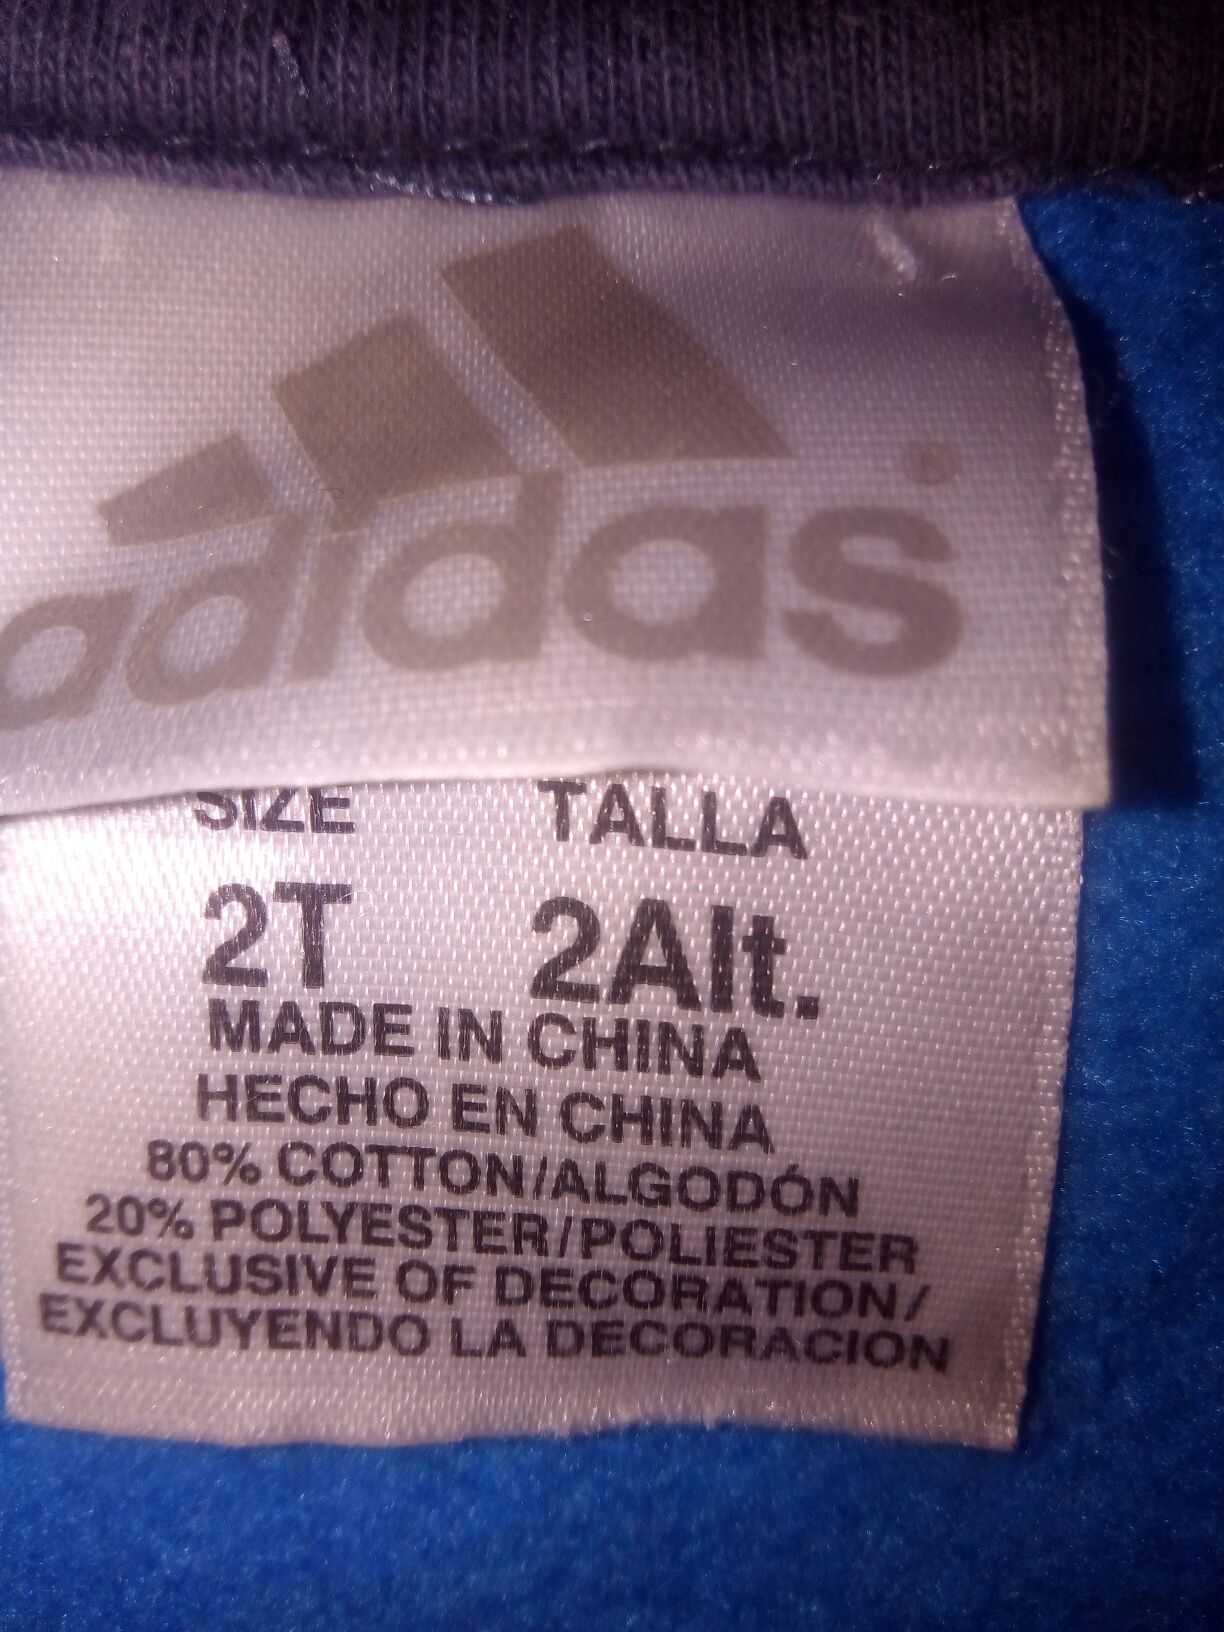 adidas®
SIZE TALLA
2T 2Alt.
MADE IN CHINA
HECHO EN CHINA
80% COTTON/ALGODÓN
20% POLYESTER/POLIESTER
EXCLUSIVE OF DECORATION/
EXCLUYENDO LA DECORACION